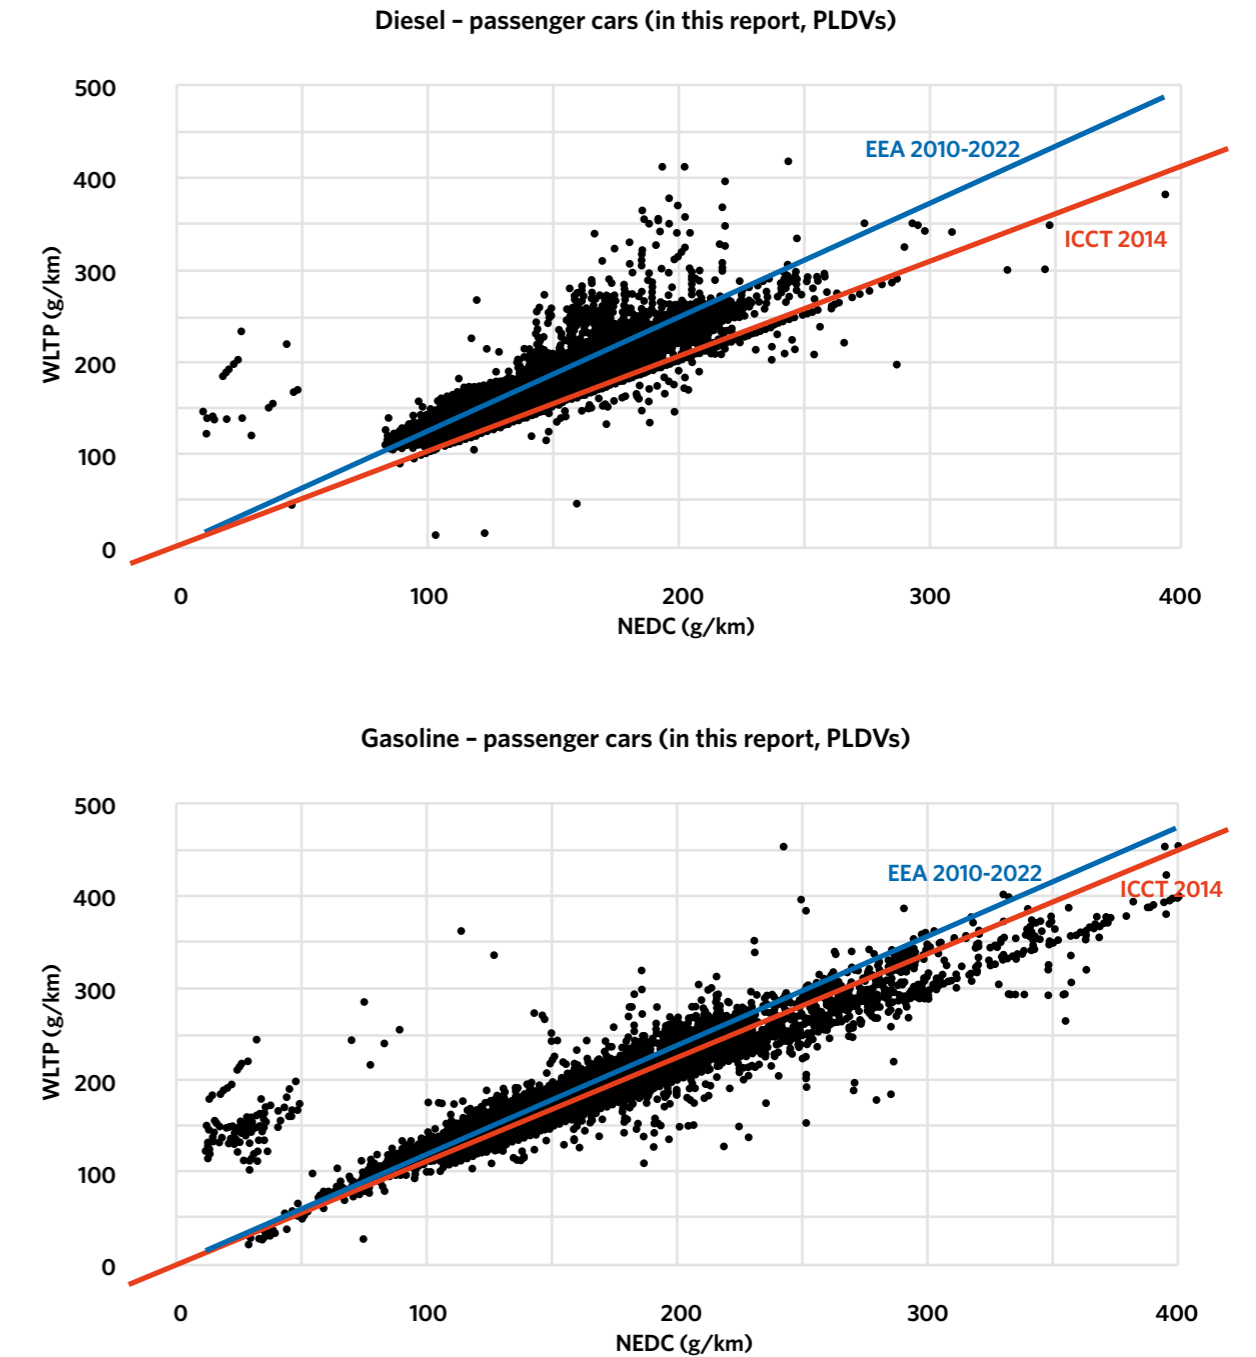 Diesel – passenger cars (in this report, PLDVs)
500
400
300
200
100
0
WLTP (g/km)
EEA 2010-2022
ICCT 2014
0 100 200 300 400
NEDC (g/km)
Gasoline – passenger cars (in this report, PLDVs)
500
400
300
200
100
0
WLTP (g/km)
EEA 2010-2022
ICCT 2014
0 100 200 300 400
NEDC (g/km)